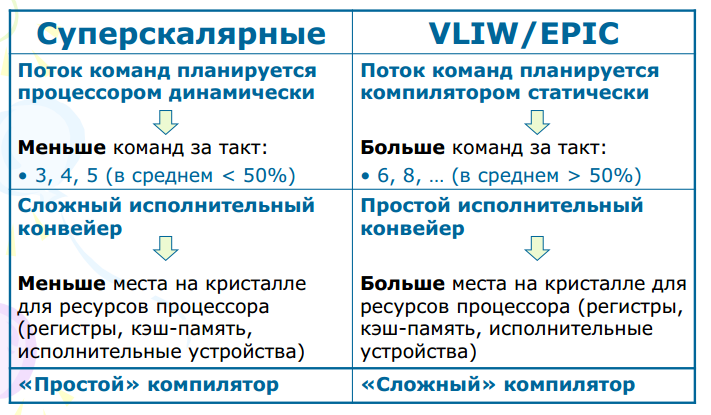 Суперскалярные
VLIW/EPIC
Поток команд планируется
процессором динамически
Меньше команд за такт:
• 3, 4, 5 (в среднем < 50%)
Поток команд планируется
компилятором статически
Больше команд за такт:
• 6, 8, … (в среднем > 50%)
Сложный исполнительный
конвейер
Меньше места на кристалле
для ресурсов процессора
(регистры, кэш-память,
исполнительные устройства)
Простой исполнительный
конвейер
Больше места на кристалле для
ресурсов процессора (регистры,
кэш-память, исполнительные
устройства)
«Простой» компилятор
«Сложный» компилятор